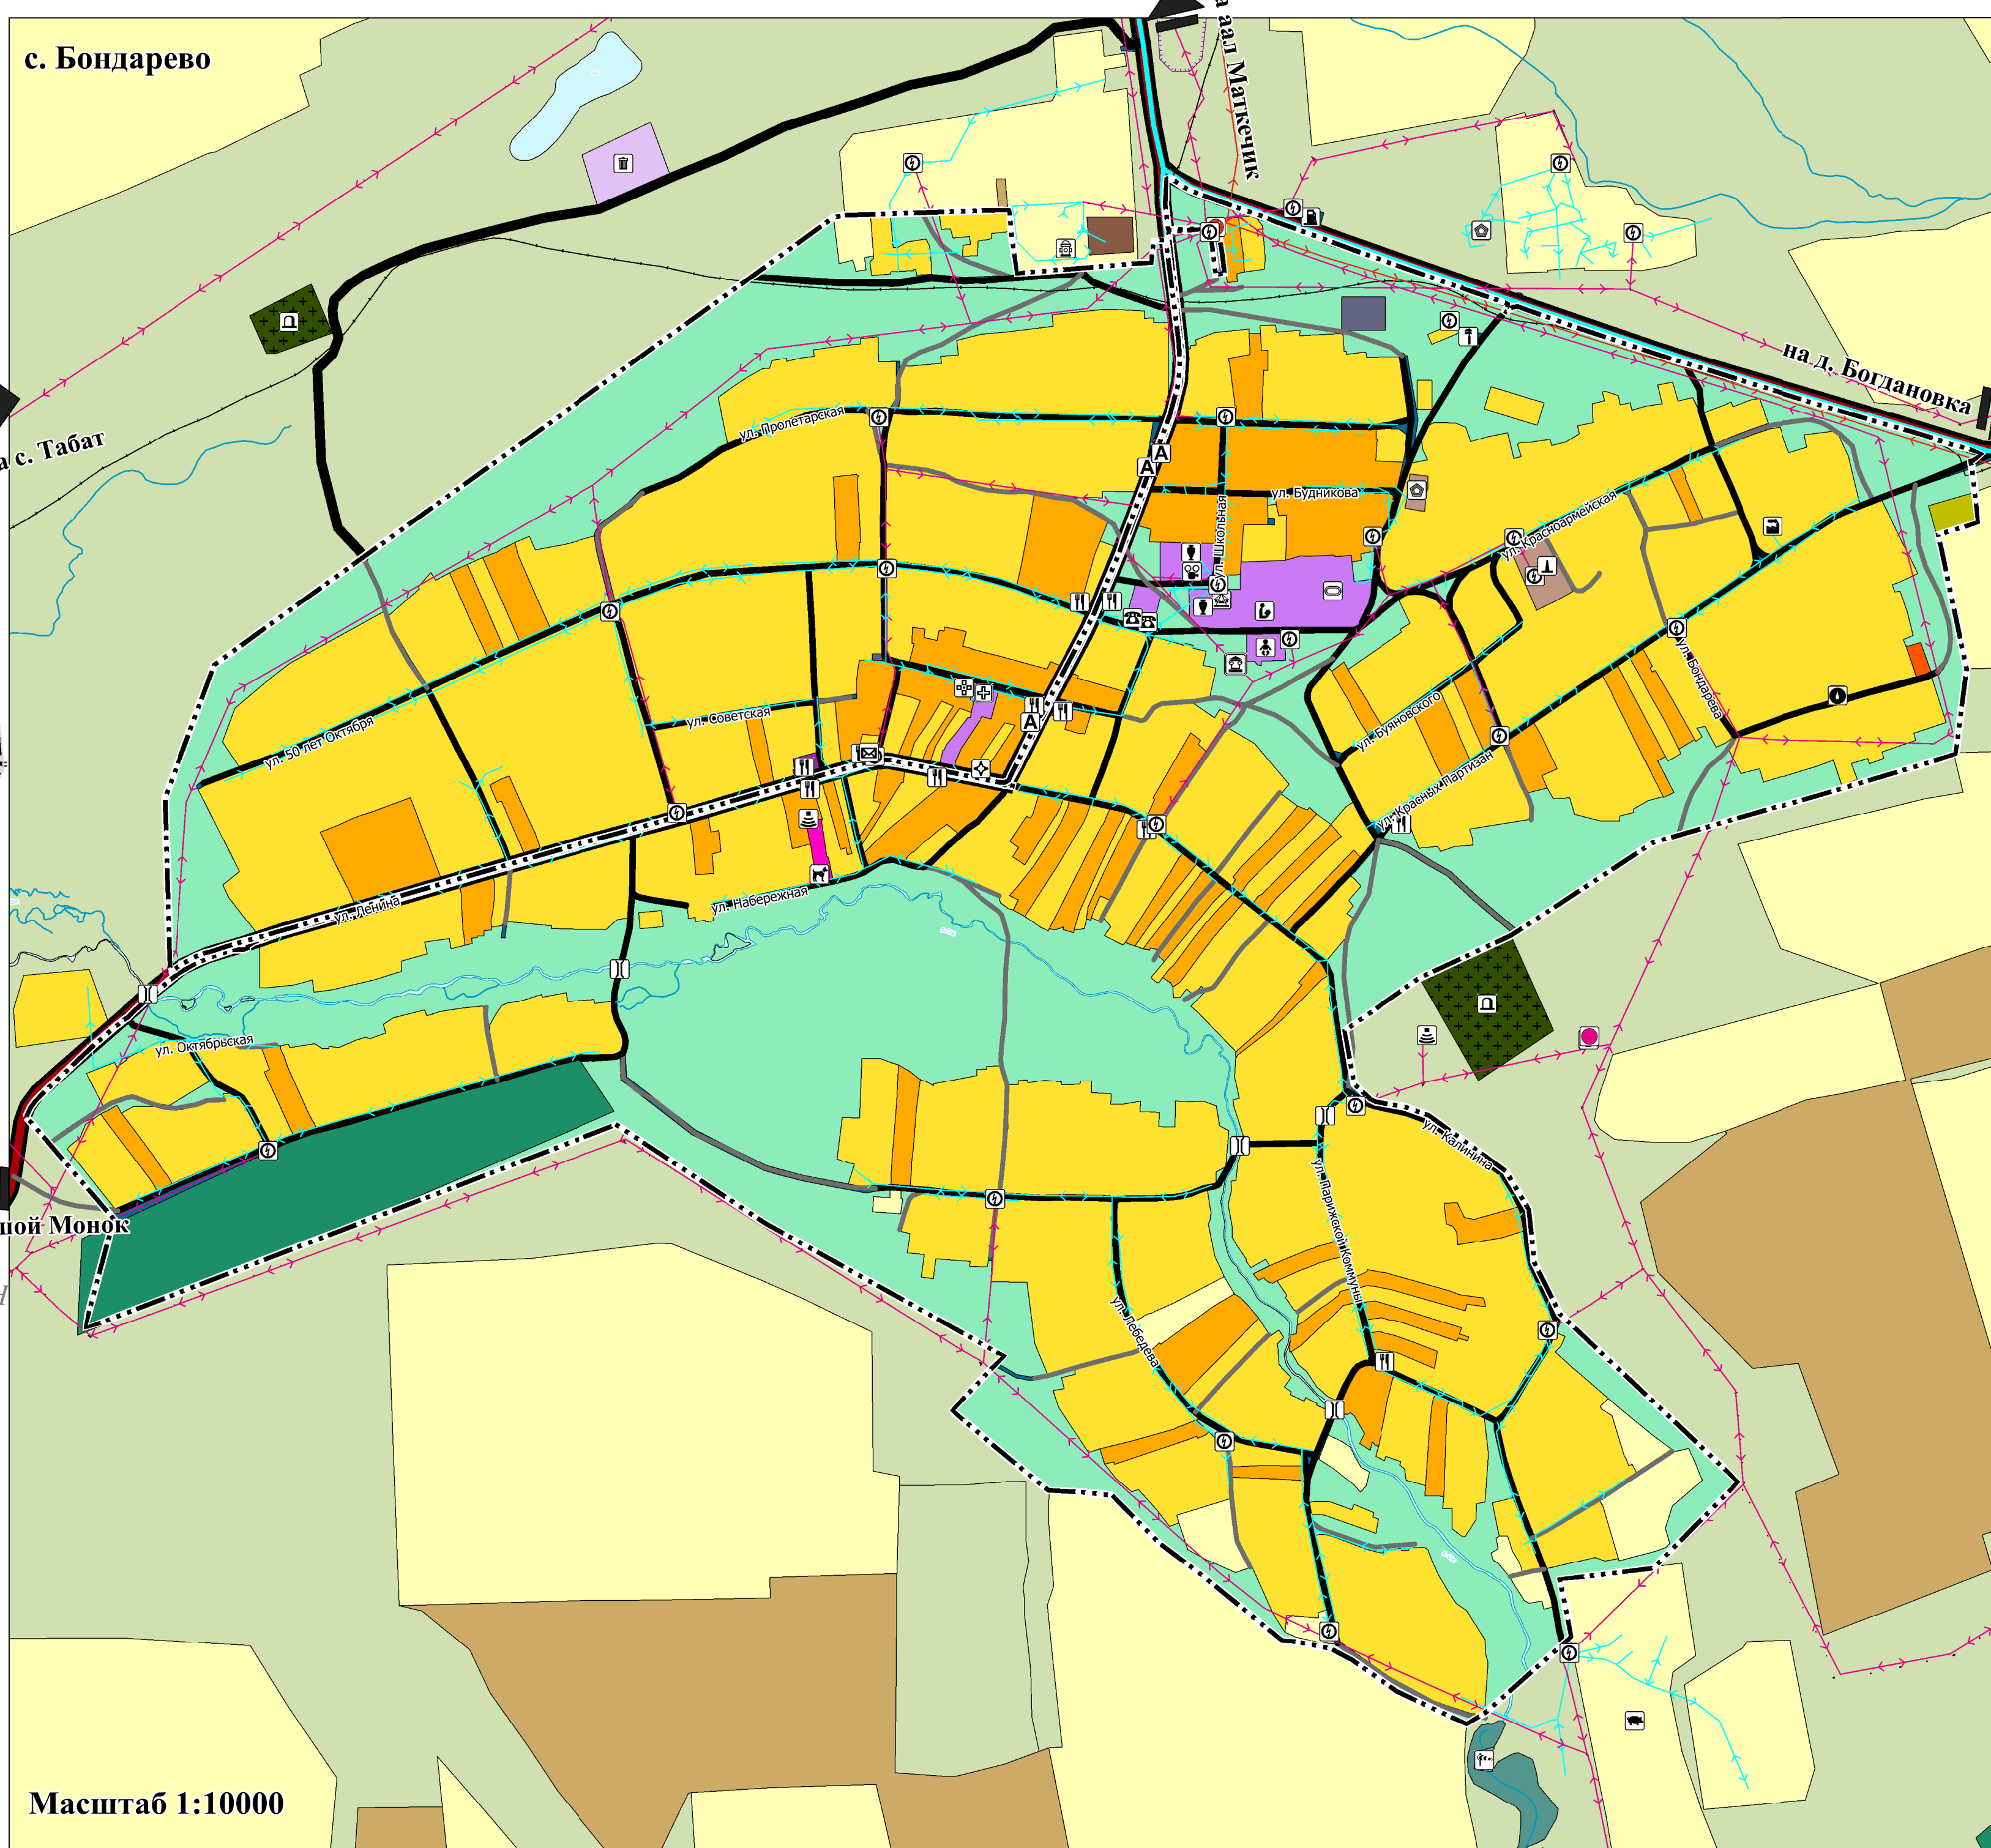 с. Бондарево
аал Маткечик
на д. Богдановка
с. Табат
ул. Пролетарская
ул. Будникова
ул. Школьная
ул. Красноармейская
ул. 50 лет Октября
ул. Советская
ул. Буяновского
ул. Бондарева
ул. Красных Партизан
ул. Ленина
ул. Набережная
ул. Октябрьская
ул. Калинина
ул. Парижской Коммуны
ул. Лебедева
Монок
А
А
А
Масштаб 1:10000